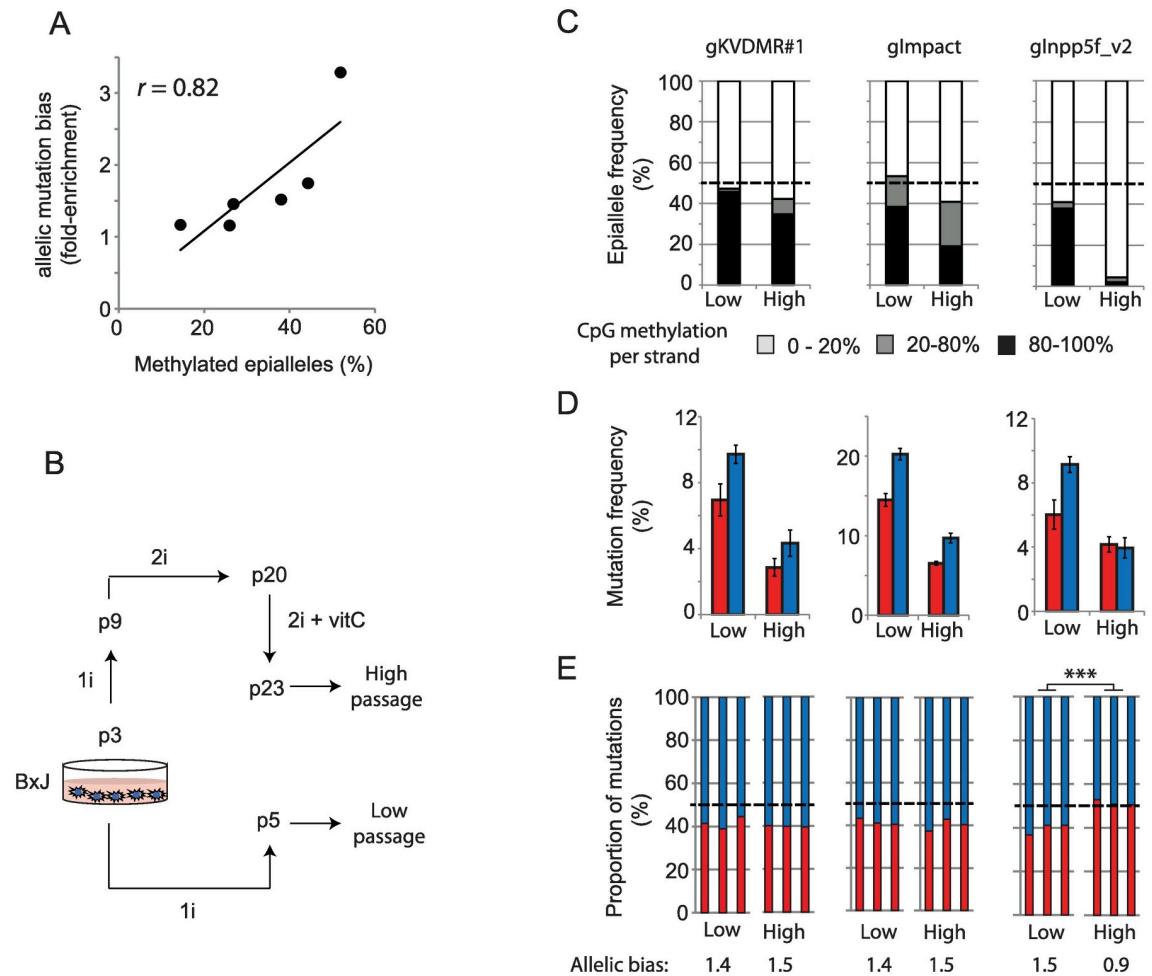 A
allelic mutation bias
(fold-enrichment)
r = 0.82
3
2
1
0
0 20 40 60
Methylated epialleles (%)
B
2i
p20
p9
2i + vitC
1i
p23
High
passage
p3
BxJ
p5
Low
passage
1i
C
gKVDMR#1 gImpact gInpp5f_v2
Epiallele frequency
(%)
100
80
60
40
20
0
Low High Low High Low High
CpG methylation
per strand
0 - 20% 20-80% 80-100%
D
Mutation frequency
(%)
12
8
4
0
Low High
20
10
0
Low High
12
8
4
0
Low High
E
***
Proportion of mutations
(%)
100
80
60
40
20
0
Low High Low High Low High
Allelic bias: 1.4 1.5 1.4 1.5 1.5 0.9